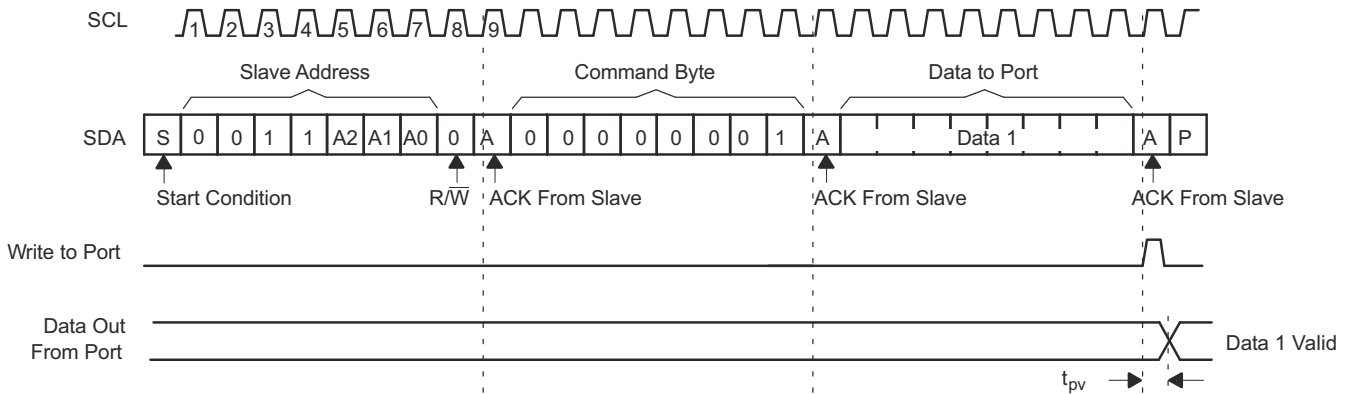 SCL 1 2 3 4 5 6 7 8 9
Slave Address Command Byte Data to Port
SDA S 0 0 1 1 A2 A1 A0 0 A 0 0 0 0 0 0 0 1 A Data 1 A P
Start Condition R/W̅ ACK From Slave ACK From Slave ACK From Slave
Write to Port
Data Out
From Port
Data 1 Valid
tpv